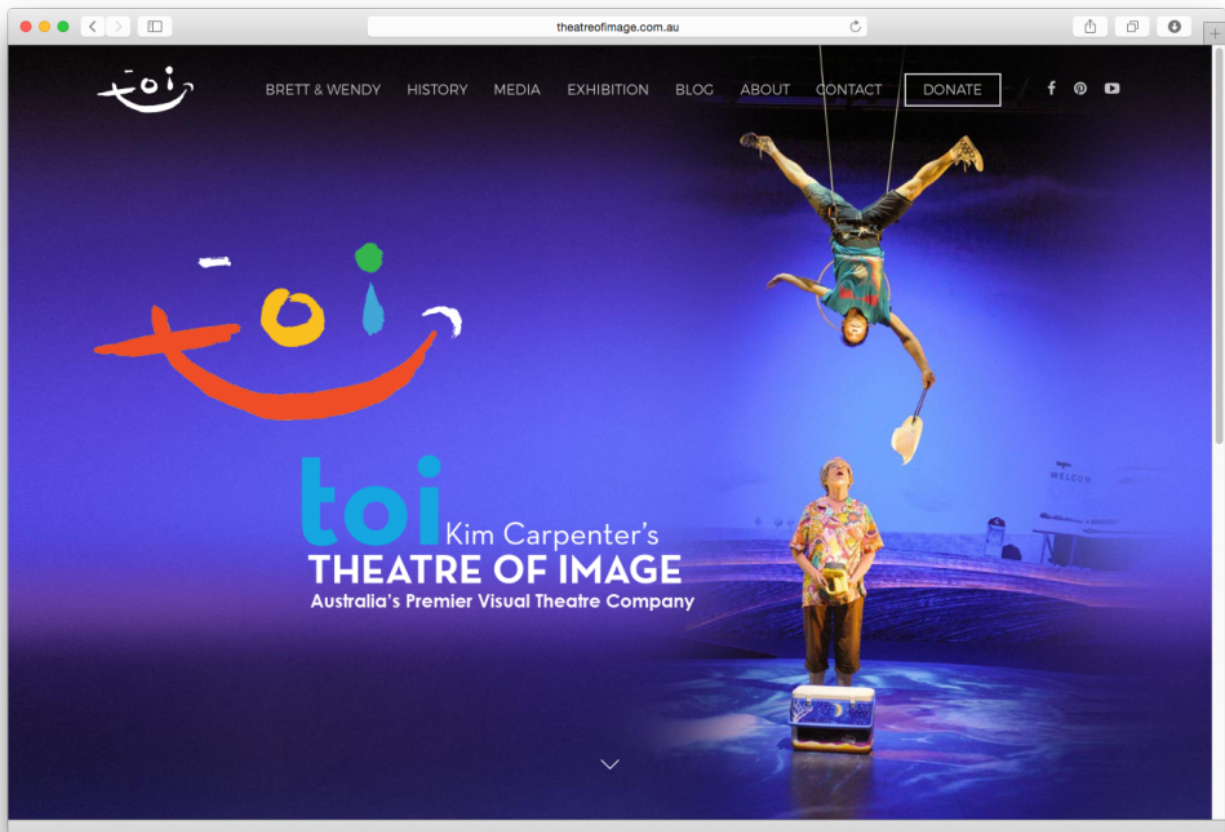 theatreofimage.com.au
toi
BRETT & WENDY HISTORY MEDIA EXHIBITION BLOG ABOUT CONTACT DONATE
toi
WELCOM
toi
Kim Carpenter's
THEATRE OF IMAGE
Australia's Premier Visual Theatre Company